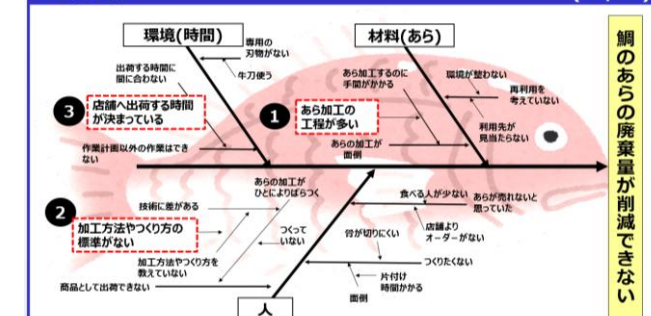 環境(時間)
材料(あら)
専用の
刃物がない
牛刀使う
出荷する時間に
間に合わない
3
店舗へ出荷する時間
が決まっている
作業計画以外の作業はでき
ない
あら加工するのに
手間がかかる
1
あら加工の
工程が多い
あらの加工が
面倒
環境が整わない
再利用を
考えていない
利用先が
見当たらない
鯛のあらの廃棄量が削減できない
あらの加工が
ひとによりばらつく
技術に差がある
2
加工方法やつくり方の
標準がない
つくって
いない
加工方法やつくり方を
教えていない
商品として出荷できない
食べる人が少ない
あらが売れないと
思っていた
店舗より
オーダーがない
骨が切りにくい
つくりたくない
片付け
時間かかる
面倒
人